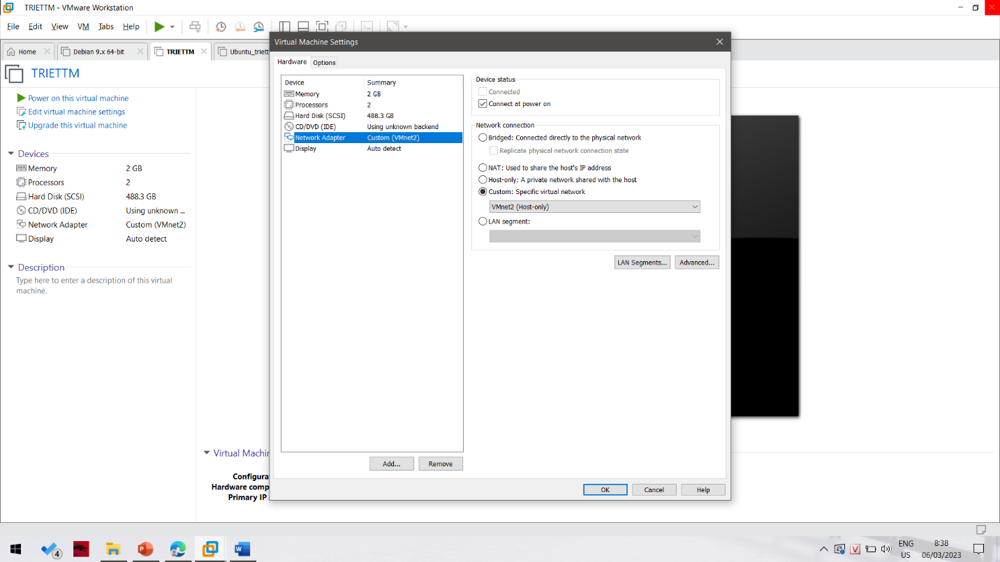 TRIETTM - VMware Workstation
File Edit View VM Tabs Help
Home Debian 9.x 64-bit TRIETTM Ubuntu_triett
TRIETTM
Power on this virtual machine
Edit virtual machine settings
Upgrade this virtual machine
Devices
Memory 2 GB
Processors 2
Hard Disk (SCSI) 488.3 GB
CD/DVD (IDE) Using unknown ...
Network Adapter Custom (VMnet2)
Display Auto detect
Description
Type here to enter a description of this virtual
machine.
Virtual Machin
Configura
Hardware comp
Primary IP
Virtual Machine Settings
Hardware Options
Device Summary
Memory 2 GB
Processors 2
Hard Disk (SCSI) 488.3 GB
CD/DVD (IDE) Using unknown backend
Network Adapter Custom (VMnet2)
Display Auto detect
Add... Remove
Device status
Connected
Connect at power on
Network connection
Bridged: Connected directly to the physical network
Replicate physical network connection state
NAT: Used to share the host's IP address
Host-only: A private network shared with the host
Custom: Specific virtual network
VMnet2 (Host-only)
LAN segment:
LAN Segments... Advanced...
OK Cancel Help
4
P
W
V
ENG
US
8:38
06/03/2023